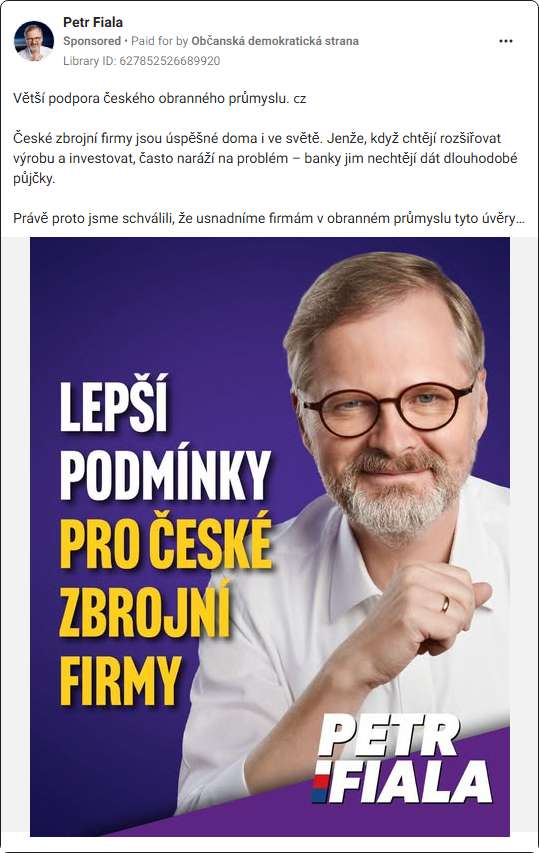 Petr Fiala
Sponsored • Paid for by Občanská demokratická strana
Library ID: 627852526689920
Větší podpora českého obranného průmyslu. cz
České zbrojní firmy jsou úspěšné doma i ve světě. Jenže, když chtějí rozšiřovat
výrobu a investovat, často naráží na problém – banky jim nechtějí dát dlouhodobé
půjčky.
Právě proto jsme schválili, že usnadníme firmám v obranném průmyslu tyto úvěry...
LEPŠÍ
PODMÍNKY
PRO ČESKÉ
ZBROJNÍ
FIRMY
PETR
FIALA